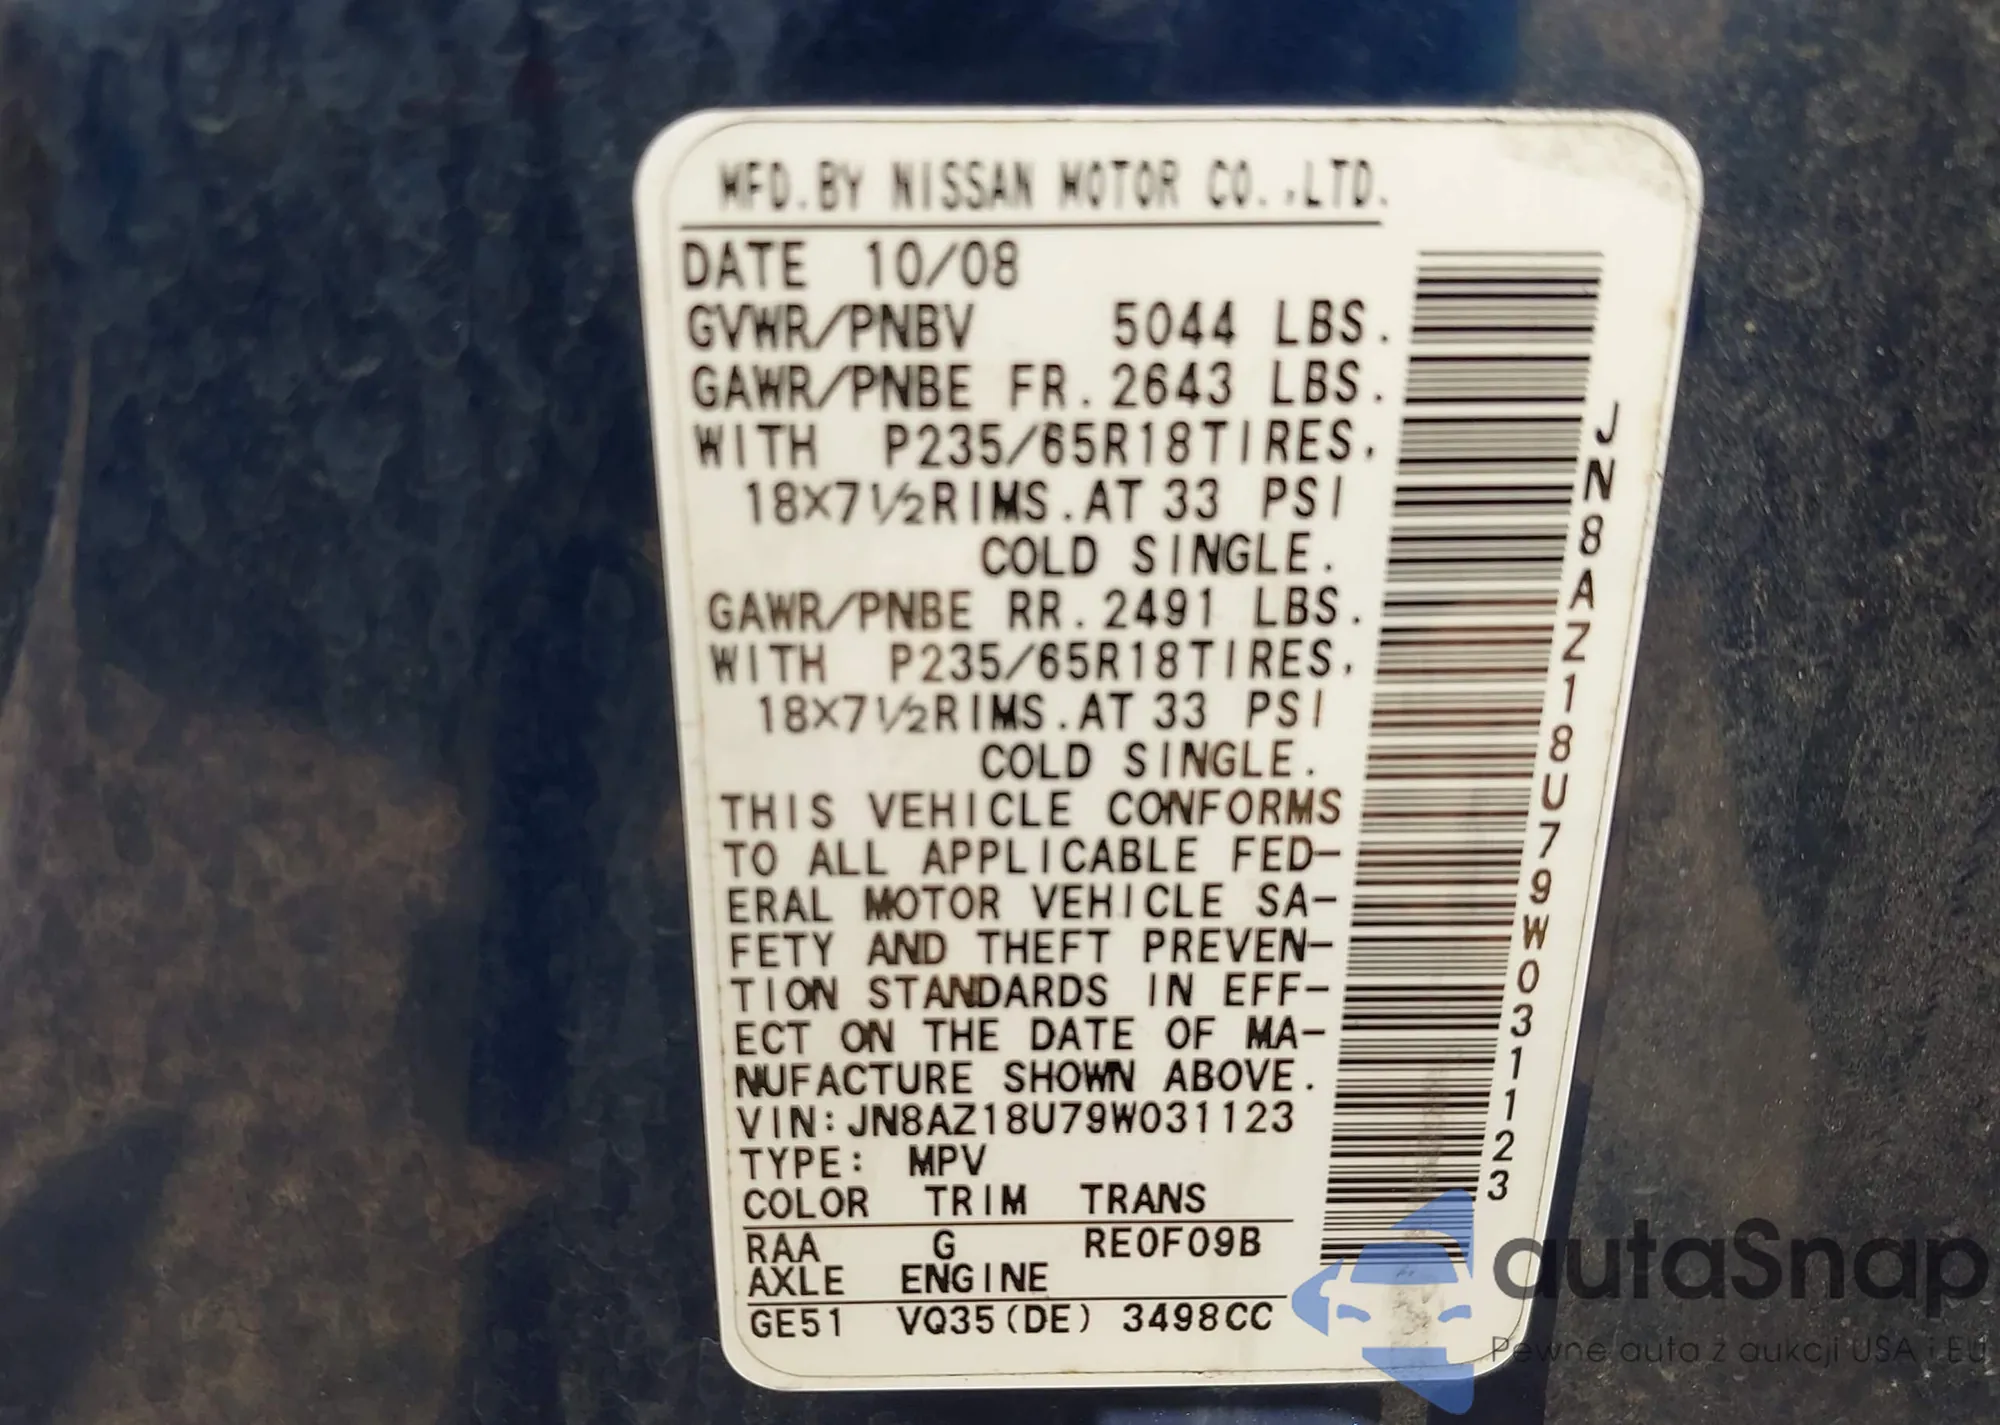 MFD.BY NISSAN MOTOR CO.,LTD.
DATE 10/08
GVWR/PNBV 5044 LBS.
GAWR/PNBE FR.2643 LBS.
WITH P235/65R18TIRES,
18X7½RIMS.AT 33 PSI
COLD SINGLE.
GAWR/PNBE RR.2491 LBS.
WITH P235/65R18TIRES,
18X7½RIMS.AT 33 PSI
COLD SINGLE.
THIS VEHICLE CONFORMS
TO ALL APPLICABLE FED-
ERAL MOTOR VEHICLE SA-
FETY AND THEFT PREVEN-
TION STANDARDS IN EFF-
ECT ON THE DATE OF MA-
NUFACTURE SHOWN ABOVE.
VIN:JN8AZ18U79W031123
TYPE: MPV
COLOR TRIM TRANS
RAA G RE0F09B
AXLE ENGINE
GE51 VQ35(DE) 3498CC
JN8AZ18U79W031123
autaSnap
Pewne auta z aukcji USA i EU